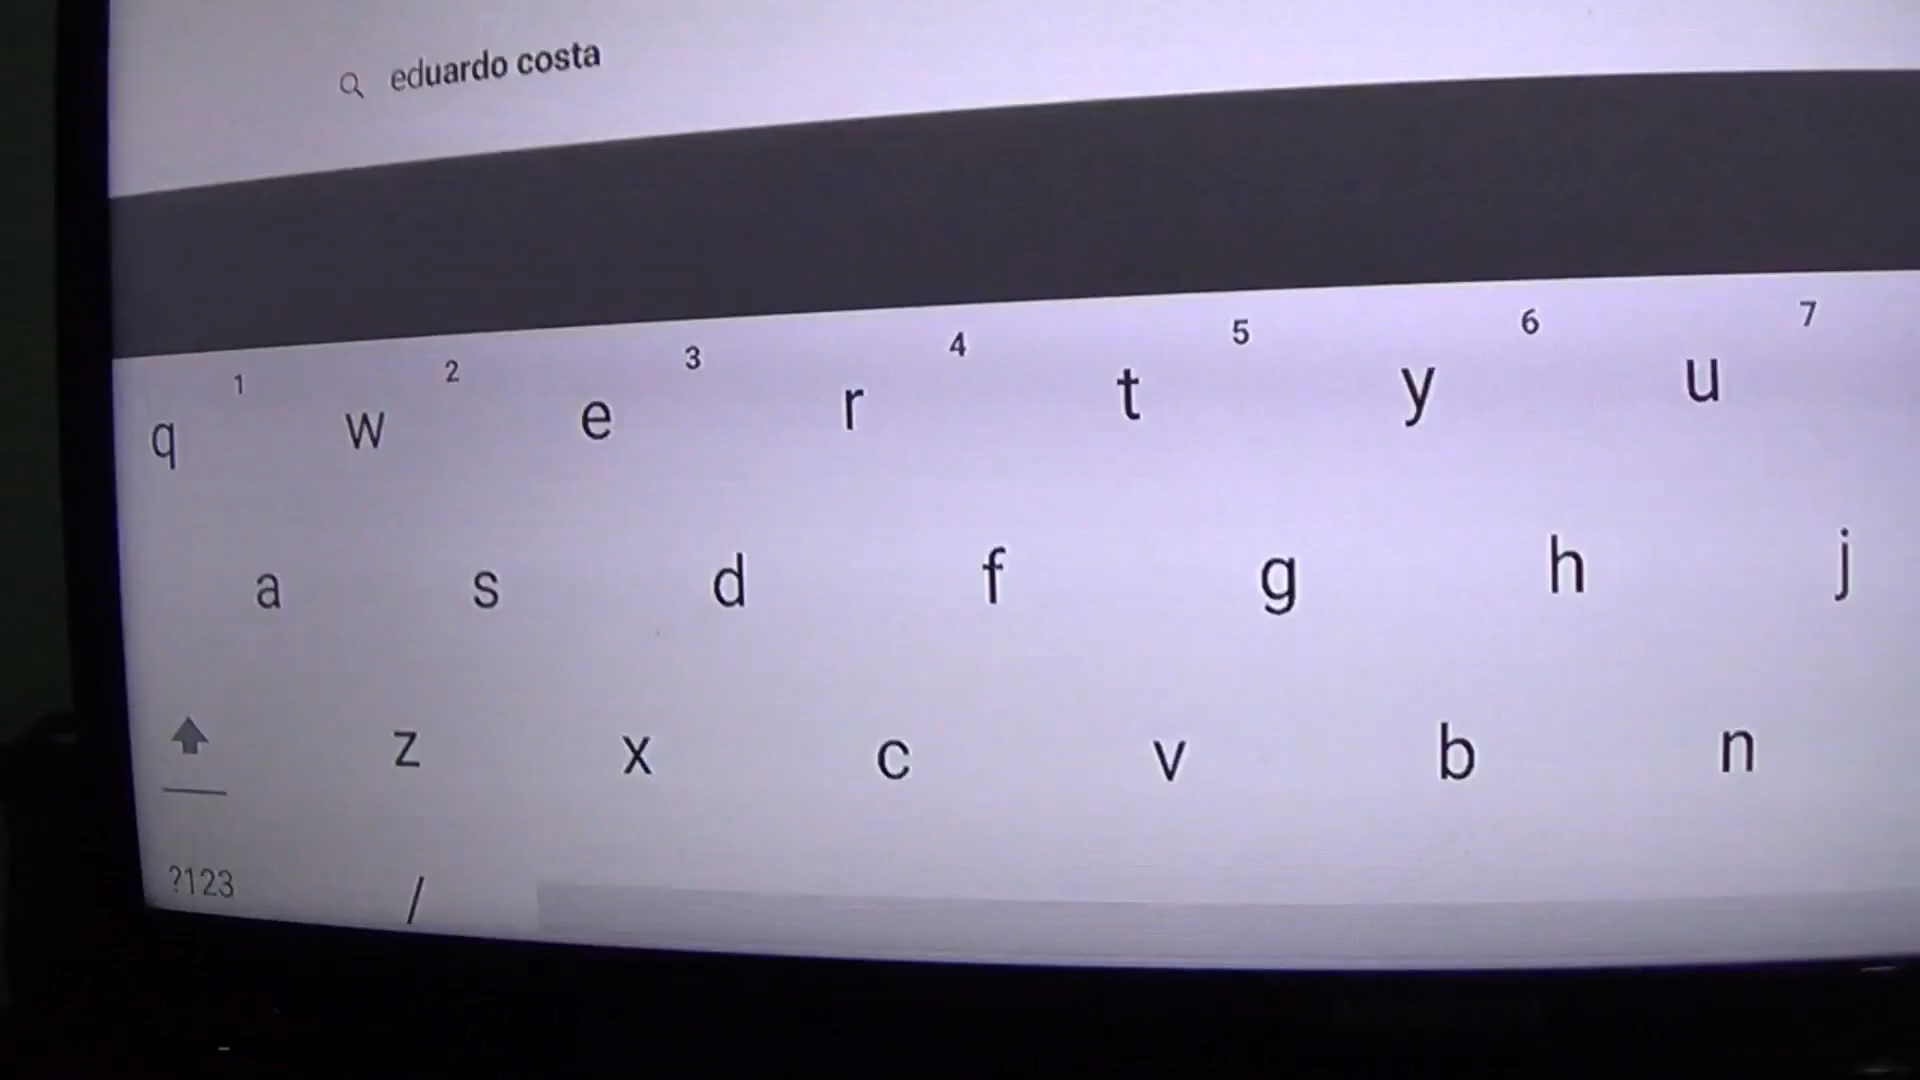 eduardo costa
1 2 3 4 5 6 7
q w e r t y u
a s d f g h j
z x c v b n
?123 /